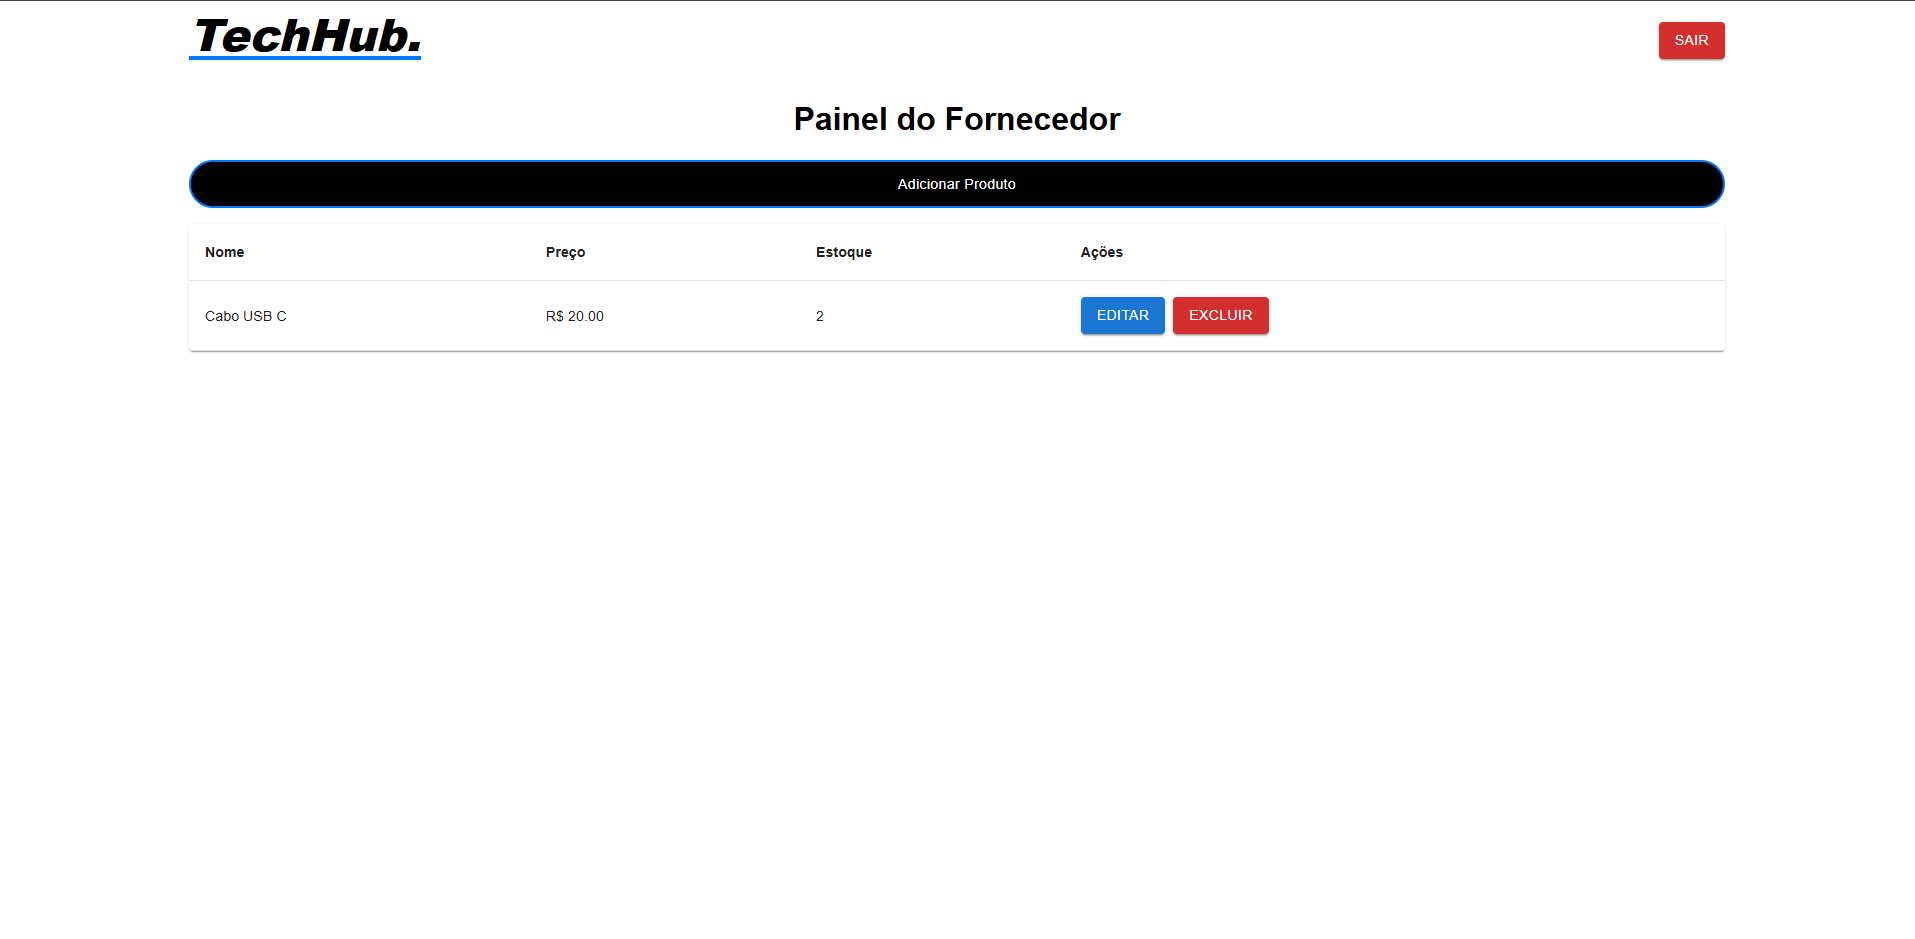 TechHub.
SAIR
Painel do Fornecedor
Adicionar Produto
Nome Preço Estoque Ações
Cabo USB C R$ 20.00 2 EDITAR EXCLUIR